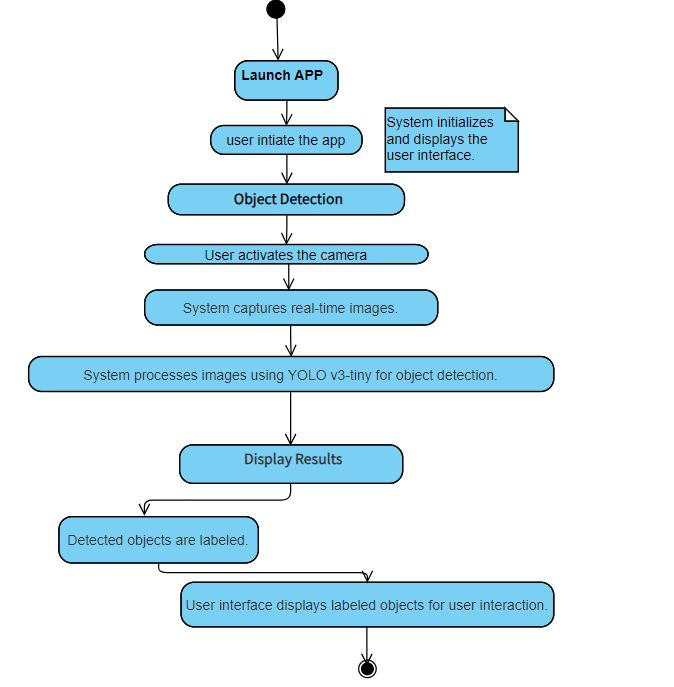 Launch APP
user intiate the app
System initializes
and displays the
user interface.
Object Detection
User activates the camera
System captures real-time images.
System processes images using YOLO v3-tiny for object detection.
Display Results
Detected objects are labeled.
User interface displays labeled objects for user interaction.